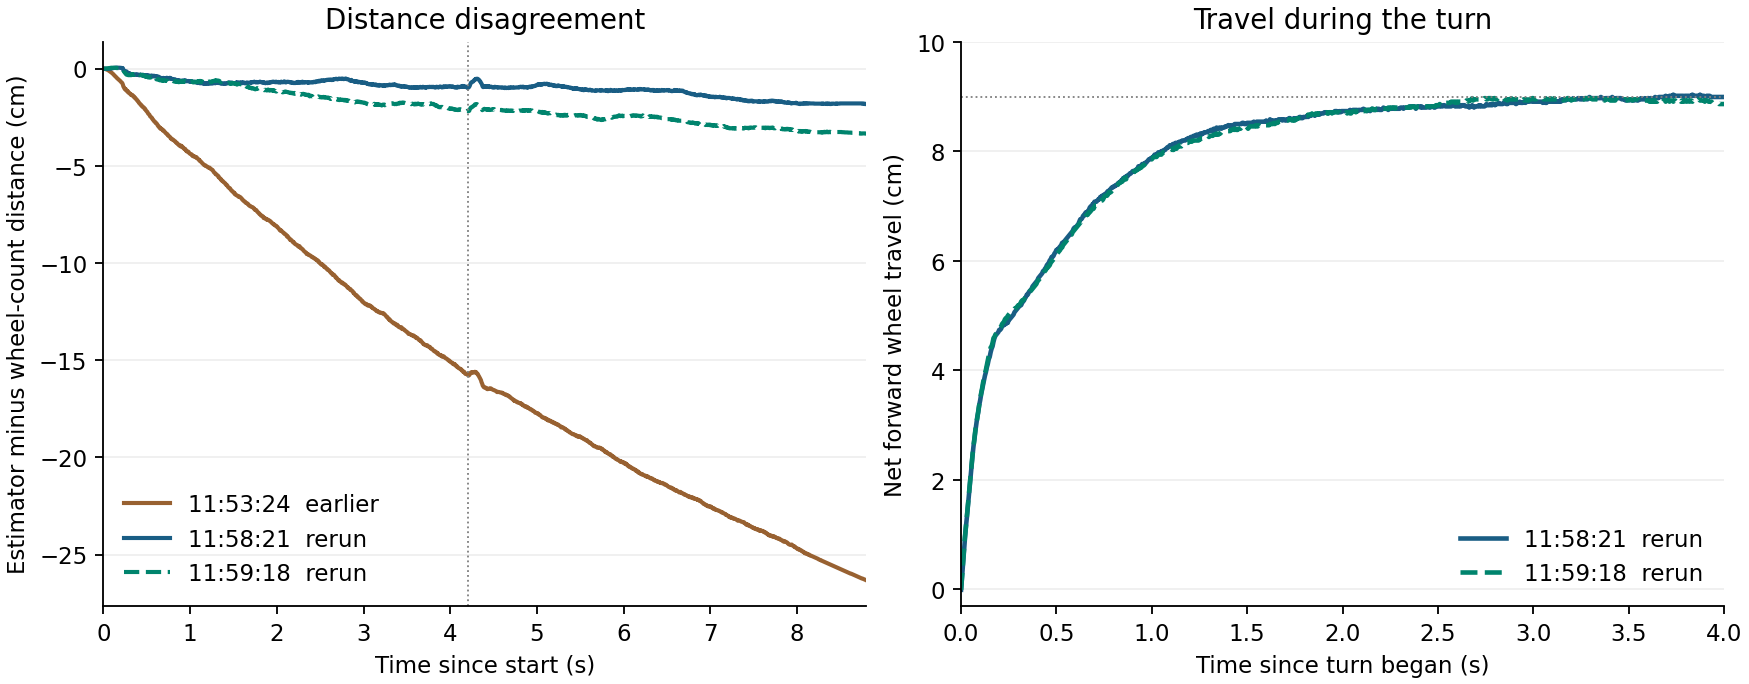 Distance disagreement
Estimator minus wheel-count distance (cm)
0
−5
−10
−15
−20
−25
11:53:24 earlier
11:58:21 rerun
11:59:18 rerun
0 1 2 3 4 5 6 7 8
Time since start (s)
Travel during the turn
Net forward wheel travel (cm)
10
8
6
4
2
0
11:58:21 rerun
11:59:18 rerun
0.0 0.5 1.0 1.5 2.0 2.5 3.0 3.5 4.0
Time since turn began (s)